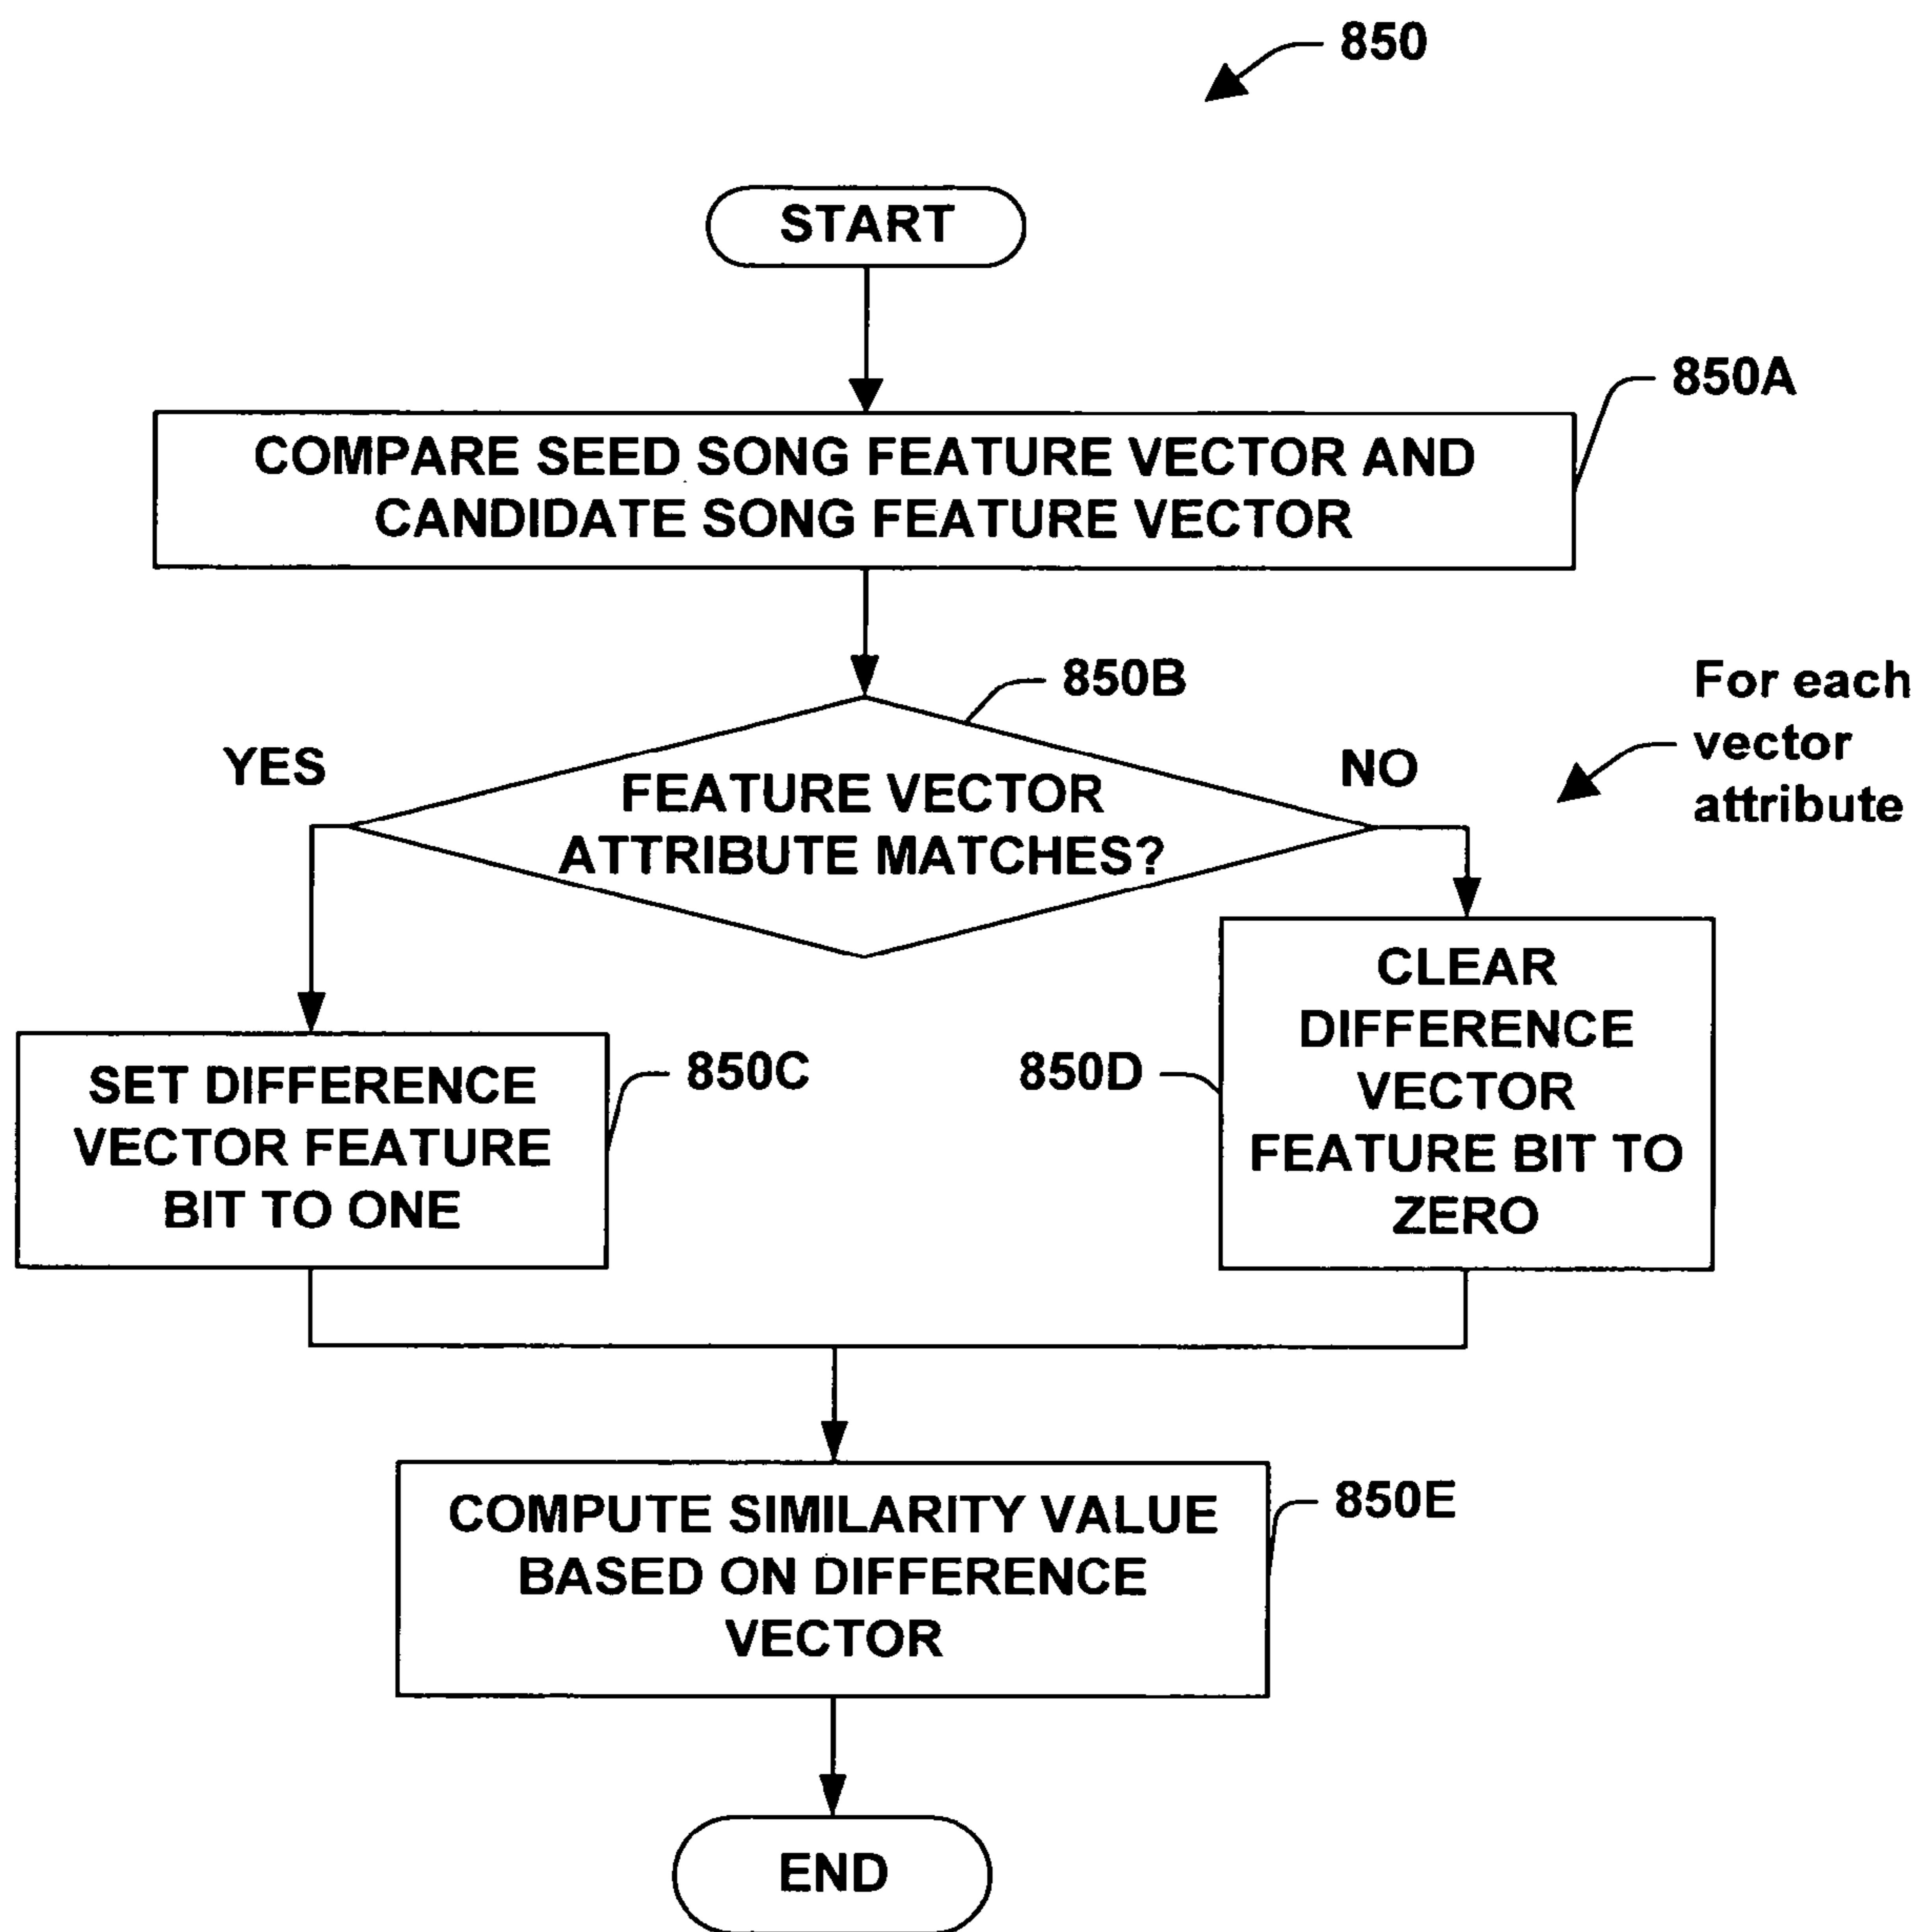 850
START
850A
COMPARE SEED SONG FEATURE VECTOR AND
CANDIDATE SONG FEATURE VECTOR
850B
For each
vector
attribute
YES
NO
FEATURE VECTOR
ATTRIBUTE MATCHES?
SET DIFFERENCE
VECTOR FEATURE
BIT TO ONE
850C
850D
CLEAR
DIFFERENCE
VECTOR
FEATURE BIT TO
ZERO
COMPUTE SIMILARITY VALUE
BASED ON DIFFERENCE
VECTOR
850E
END